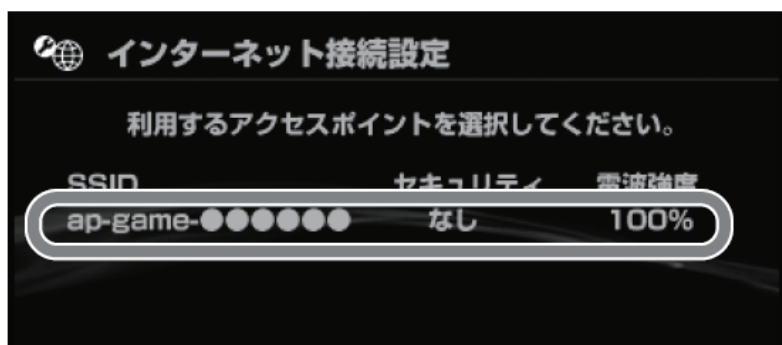 インターネット接続設定
利用するアクセスポイントを選択してください。
SSID セキュリティ 電波強度
ap-game-●●●●●● なし 100%